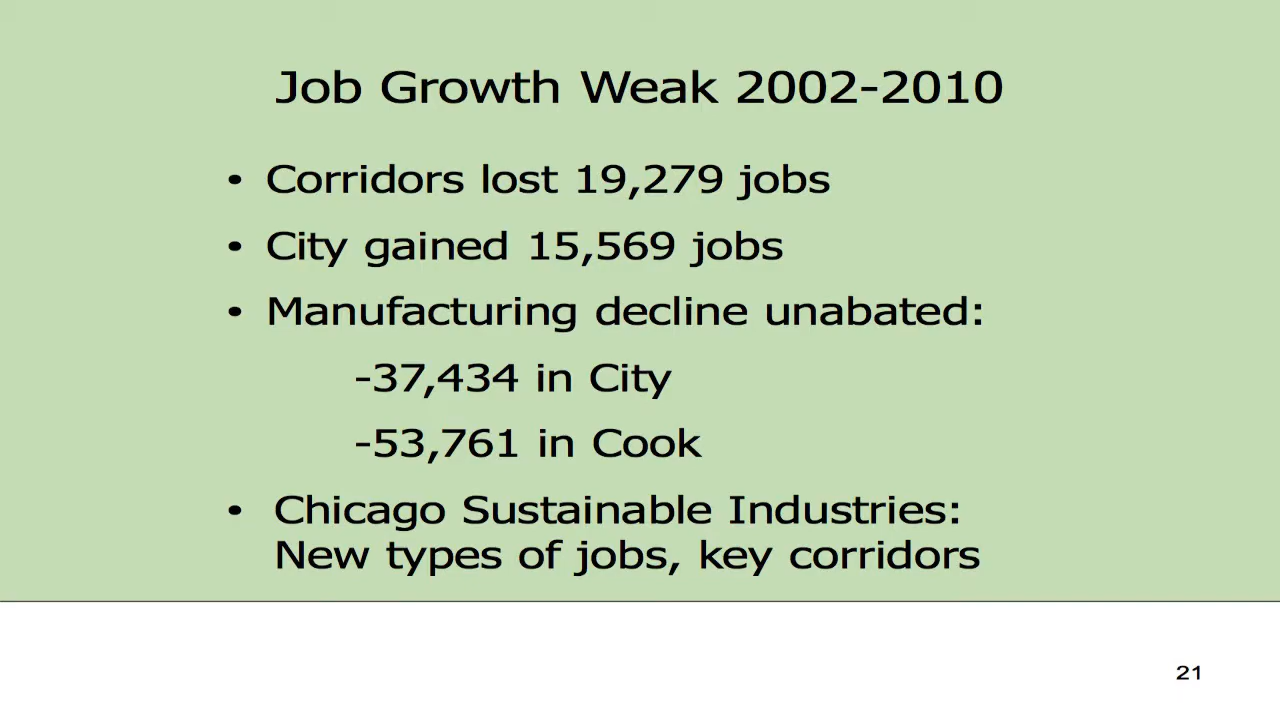 Job Growth Weak 2002-2010
• Corridors lost 19,279 jobs
• City gained 15,569 jobs
• Manufacturing decline unabated:
-37,434 in City
-53,761 in Cook
• Chicago Sustainable Industries:
New types of jobs, key corridors
21